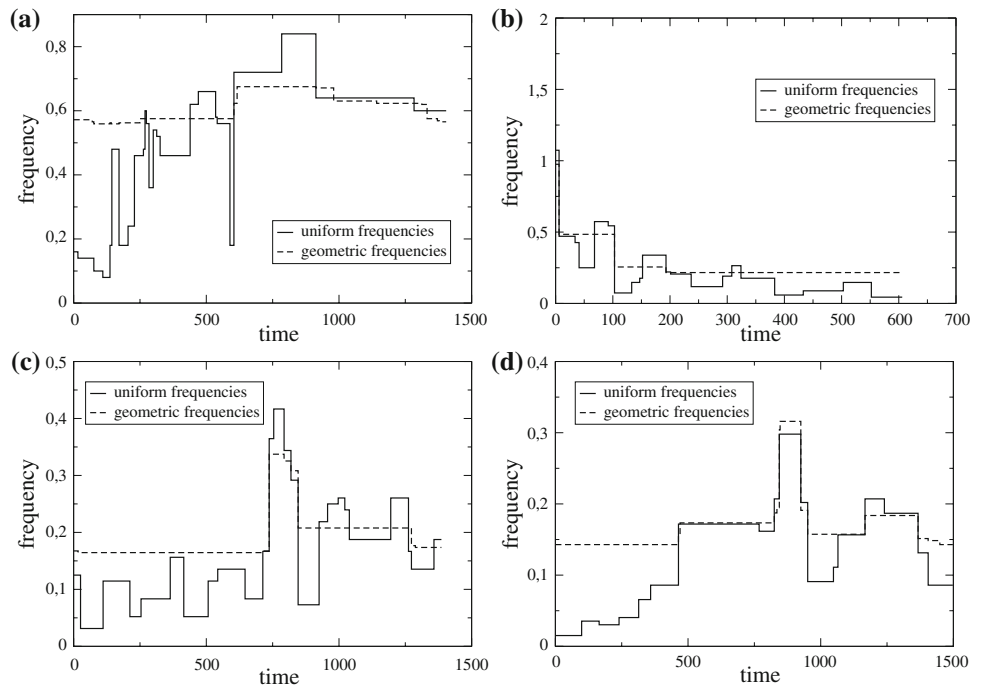 (a)
frequency
0,8
0,6
0,4
0,2
0
uniform frequencies
geometric frequencies
0
500
1000
1500
time
(b)
frequency
2
1,5
1
0,5
0
uniform frequencies
geometric frequencies
0
100
200
300
400
500
600
700
time
(c)
frequency
0,5
0,4
0,3
0,2
0,1
0
uniform frequencies
geometric frequencies
0
500
1000
1500
time
(d)
frequency
0,4
0,3
0,2
0,1
0
uniform frequencies
geometric frequencies
0
500
1000
1500
time